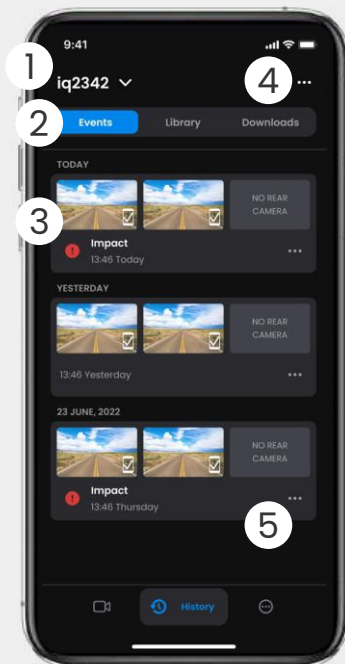 9:41
1
iq2342
4
2
Events Library Downloads
TODAY
3
NO REAR
CAMERA
Impact
13:46 Today
YESTERDAY
NO REAR
CAMERA
13:46 Yesterday
23 JUNE, 2022
NO REAR
CAMERA
Impact
13:46 Thursday
5
History